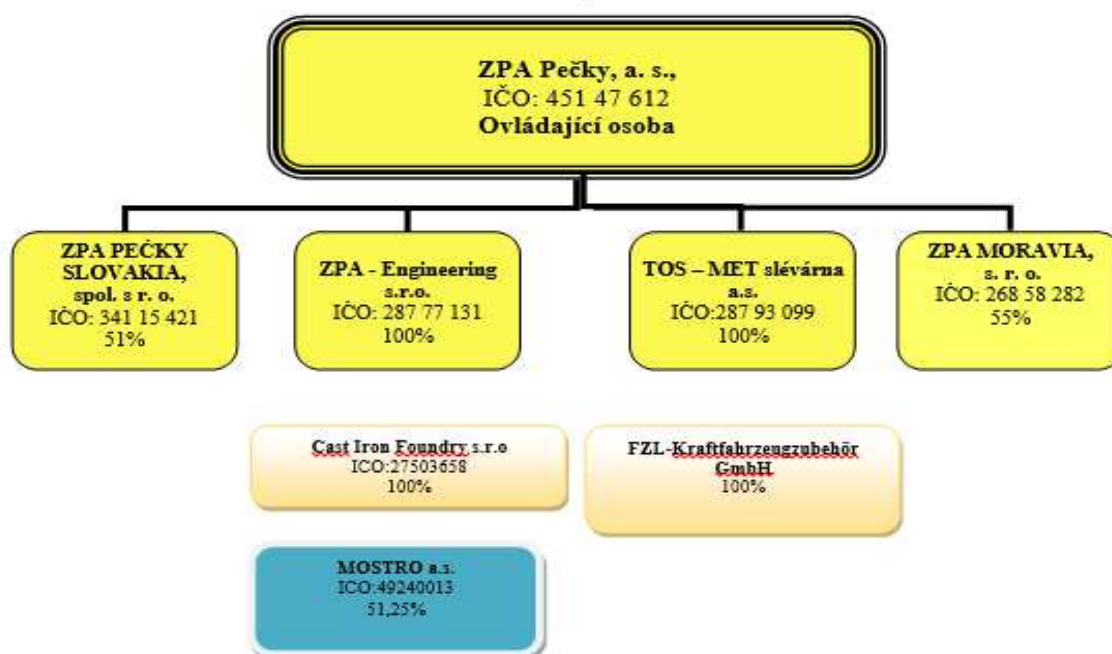 ZPA Pečky, a. s.,
IČO: 451 47 612
Ovládající osoba
ZPA PEČKY
SLOVAKIA,
spol. s r. o.
IČO: 341 15 421
51%
ZPA - Engineering
s.r.o.
IČO: 287 77 131
100%
TOS – MET slévárna
a.s.
IČO:287 93 099
100%
ZPA MORAVIA,
s. r. o.
IČO: 268 58 282
55%
Cast Iron Foundry s.r.o
ICO:27503658
100%
FZL-Kraftfahrzeugzubehör
GmbH
100%
MOSTRO a.s.
ICO:49240013
51,25%